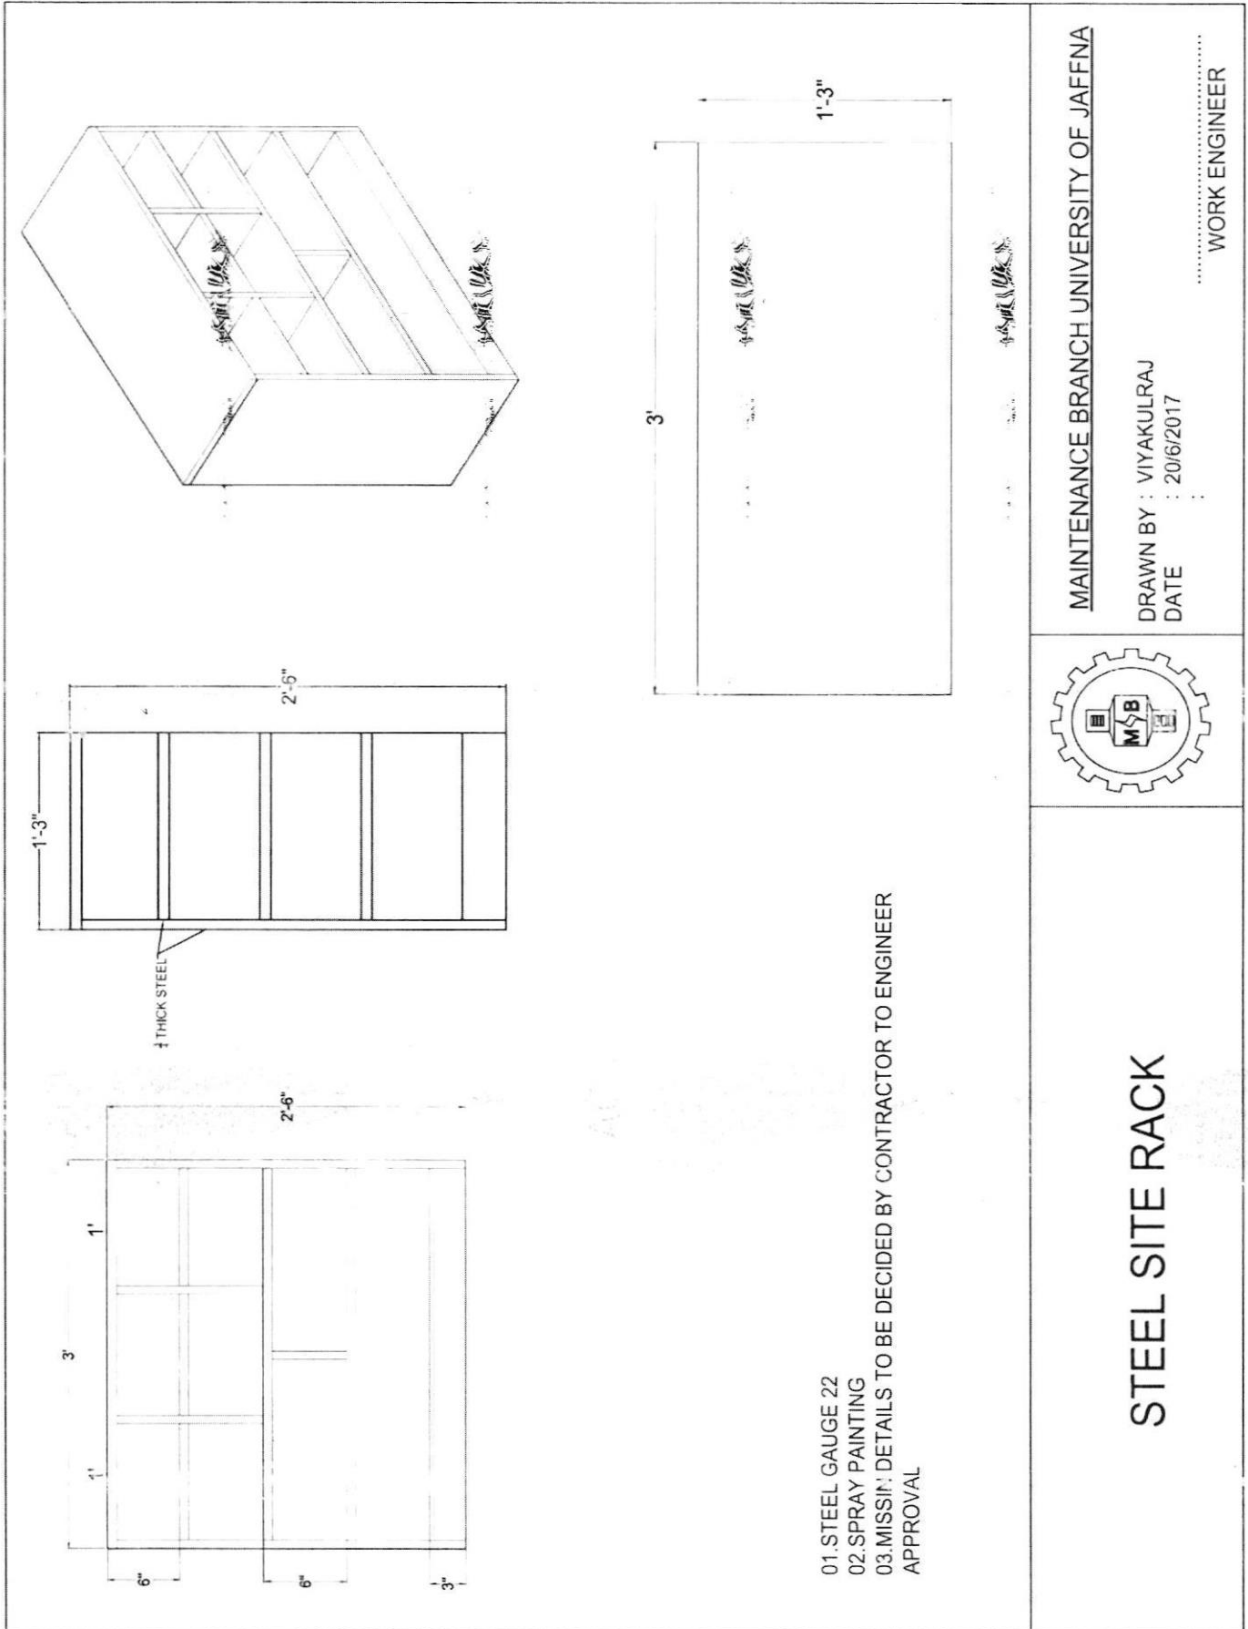 3'
1'
1'
2'-6"
6"
6"
3"
1'-3"
2'-6"
THICK STEEL
3'
1'-3"
01.STEEL GAUGE 22
02.SPRAY PAINTING
03.MISSIN DETAILS TO BE DECIDED BY CONTRACTOR TO ENGINEER
APPROVAL
STEEL SITE RACK
M B
MAINTENANCE BRANCH UNIVERSITY OF JAFFNA
DRAWN BY : VIYAKULRAJ
DATE : 20/6/2017
:
WORK ENGINEER